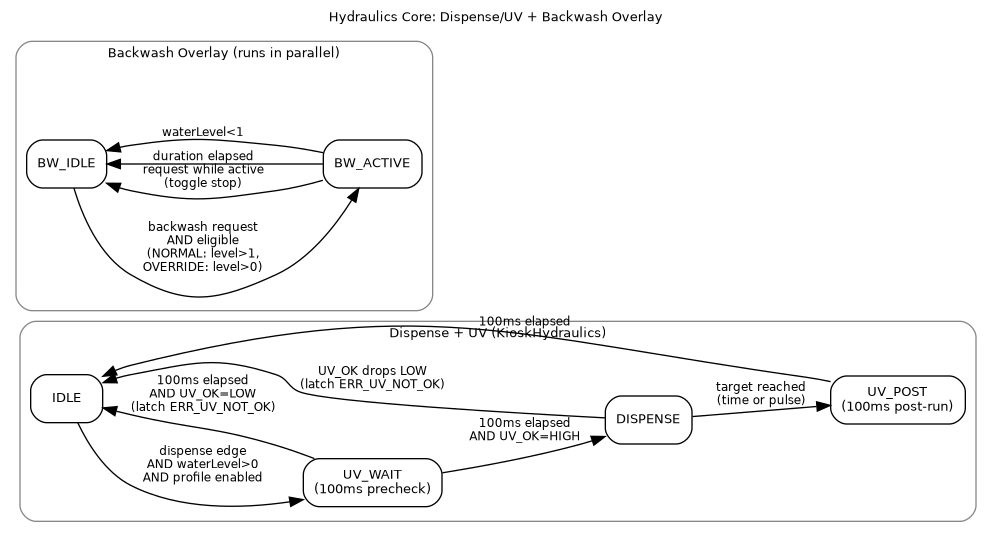 Hydraulics Core: Dispense/UV + Backwash Overlay
Backwash Overlay (runs in parallel)
BW_IDLE
BW_ACTIVE
waterLevel<1
duration elapsed
request while active
(toggle stop)
backwash request
AND eligible
(NORMAL: level>1,
OVERRIDE: level>0)
Dispense + UV (KioskHydraulics)
100ms elapsed
IDLE
100ms elapsed
AND UV_OK=LOW
(latch ERR_UV_NOT_OK)
UV_OK drops LOW
(latch ERR_UV_NOT_OK)
dispense edge
AND waterLevel>0
AND profile enabled
UV_WAIT
(100ms precheck)
100ms elapsed
AND UV_OK=HIGH
DISPENSE
target reached
(time or pulse)
UV_POST
(100ms post-run)